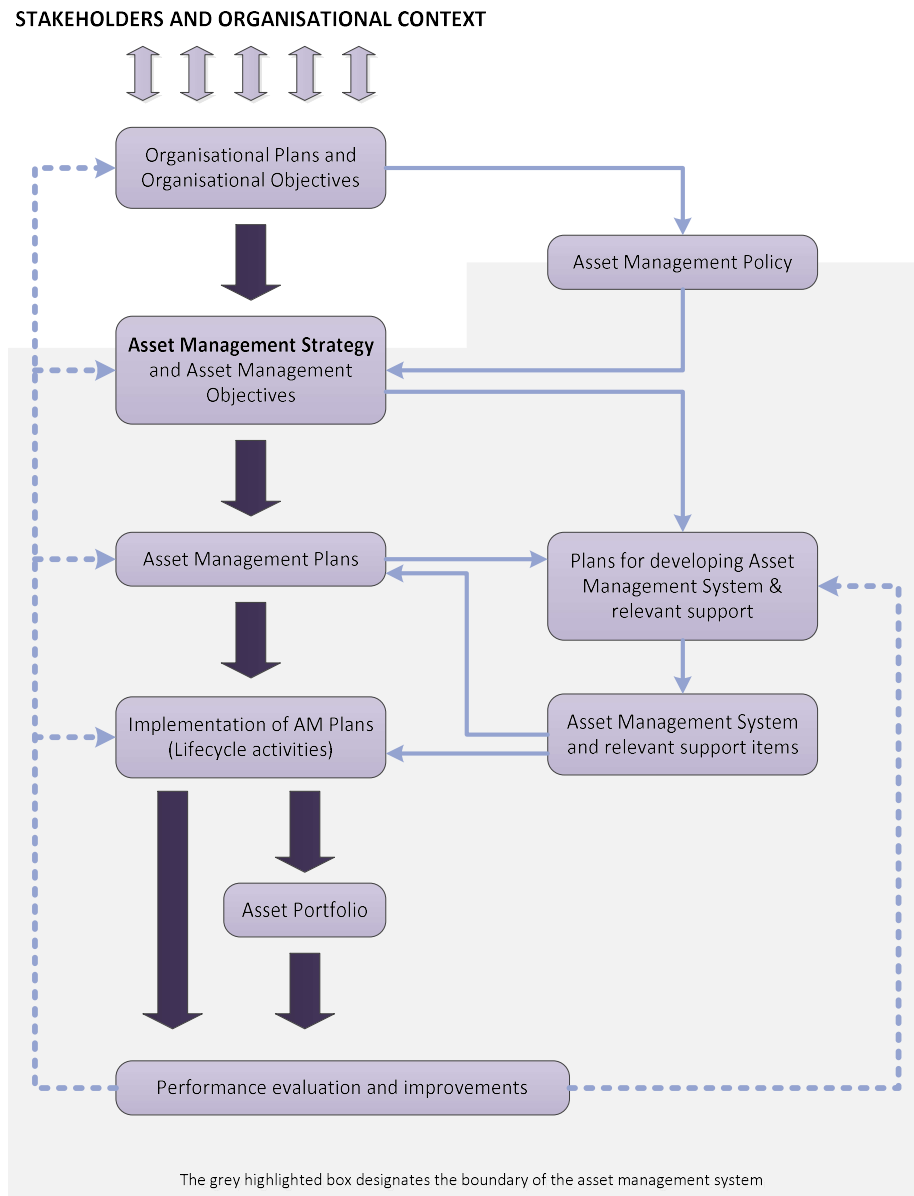 STAKEHOLDERS AND ORGANISATIONAL CONTEXT
Organisational Plans and
Organisational Objectives
Asset Management Policy
Asset Management Strategy
and Asset Management
Objectives
Asset Management Plans
Plans for developing Asset
Management System &
relevant support
Implementation of AM Plans
(Lifecycle activities)
Asset Management System
and relevant support items
Asset Portfolio
Performance evaluation and improvements
The grey highlighted box designates the boundary of the asset management system